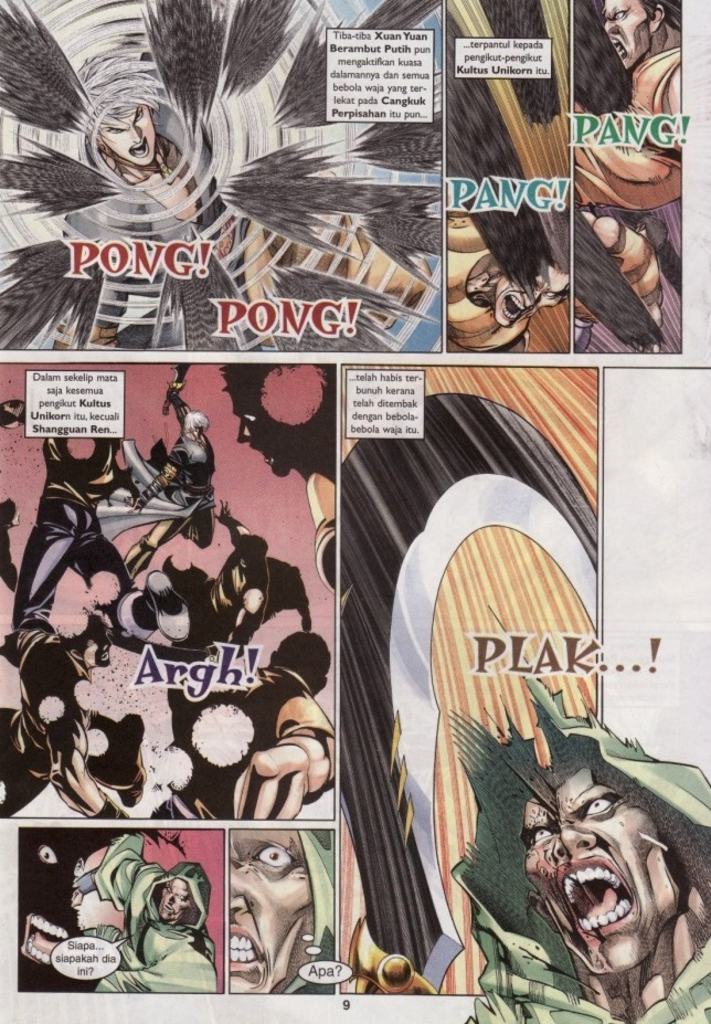 Tiba-tiba Xuan Yuan
Berambut Putih pun
mengaktifkan kuasa
dalamannya dan semua
bebola waja yang ter-
lekat pada Cangkuk
Perpisahan itu pun...
...terpantul kepada
pengikut-pengikut
Kultus Unikorn itu.
PANG!
PANG!
PONG!
PONG!
Dalam sekelip mata
saja kesemua
pengikut Kultus
Unikorn itu, kecuali
Shangguan Ren...
...telah habis ter-
bunuh kerana
telah ditembak
dengan bebola-
bebola waja itu.
Argh!
PLAK...!
Siapa...
siapakah dia
ini?
Apa?
9